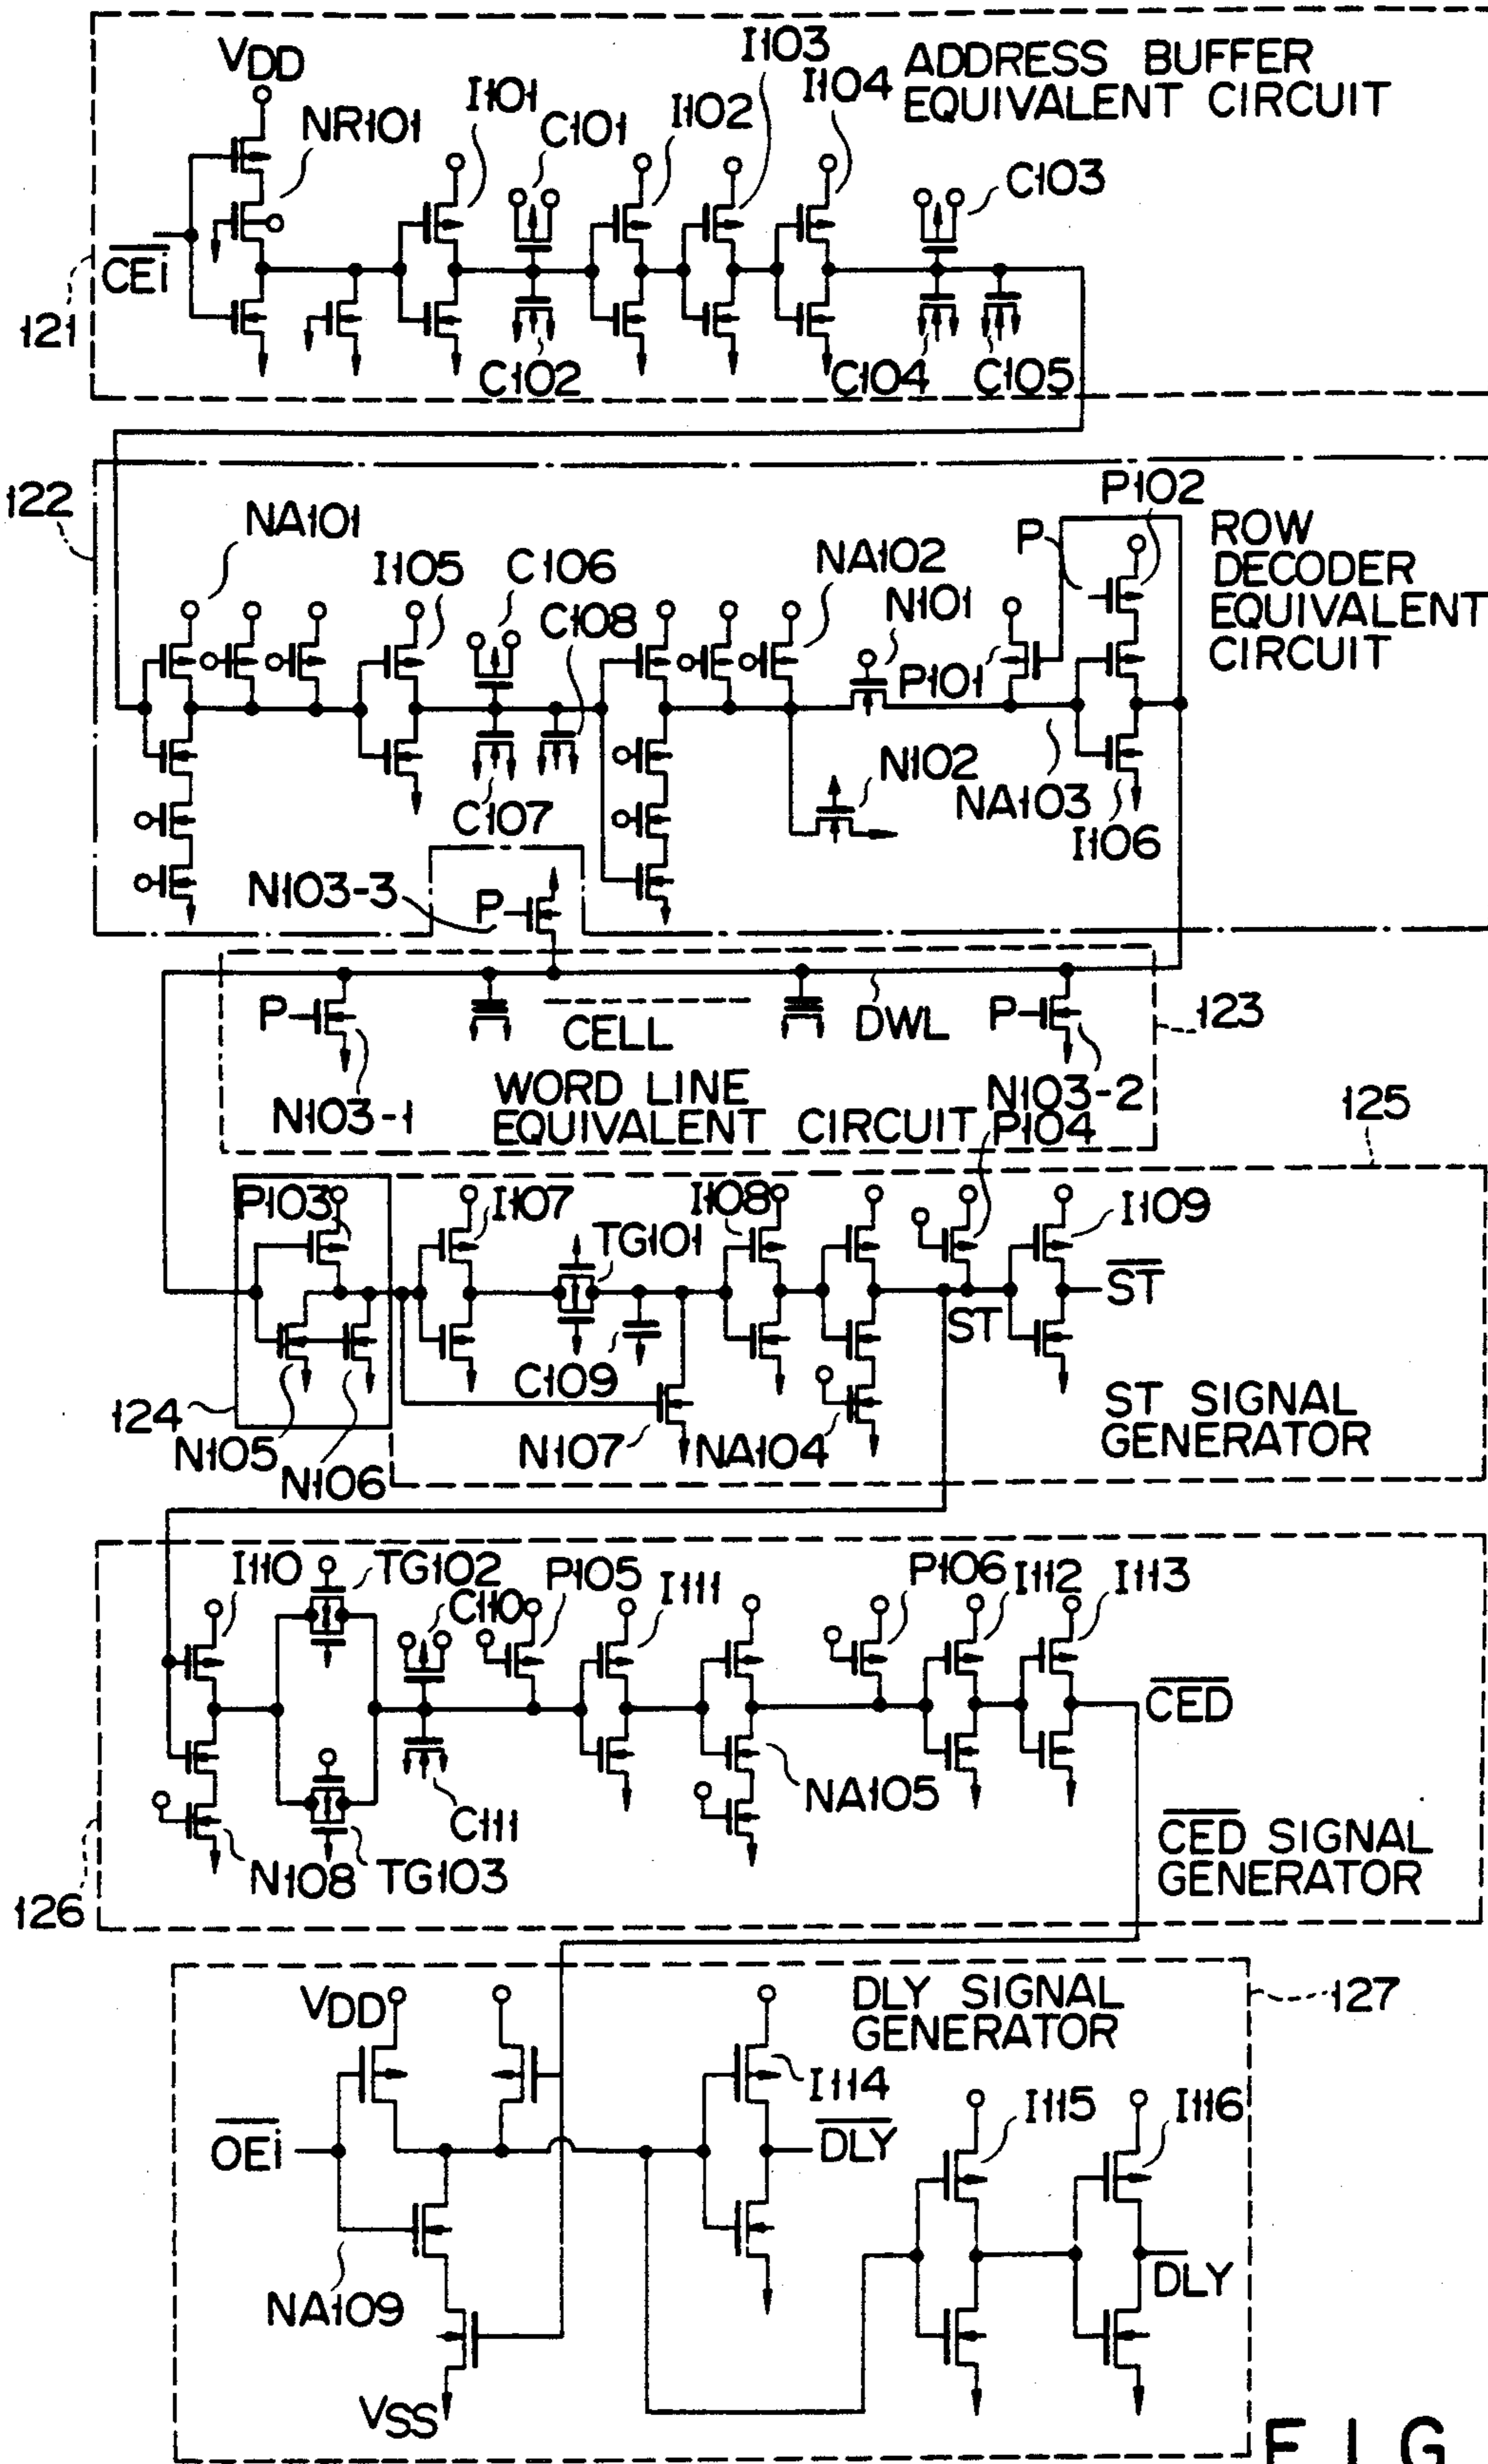 VDD
NR101
I101
C101
I102
I103
I104
ADDRESS BUFFER
EQUIVALENT CIRCUIT
C103
CEi
121
C102
C104
C105
122
NA101
I105
C106
C108
NA102
N101
P101
P
P102
ROW
DECODER
EQUIVALENT
CIRCUIT
C107
N102
NA103
I106
N103-3
P
P
CELL
DWL
P
123
N103-1
WORD LINE
EQUIVALENT CIRCUIT
N103-2
P104
125
P103
I107
TG101
I108
I109
ST
ST
C109
124
N105
N106
N107
NA104
ST SIGNAL
GENERATOR
I110
TG102
C110
P105
I111
P106
I112
I113
CED
C111
NA105
N108
TG103
CED SIGNAL
GENERATOR
126
VDD
DLY SIGNAL
GENERATOR
127
I114
OEi
DLY
I115
I116
NA109
DLY
VSS
FIG